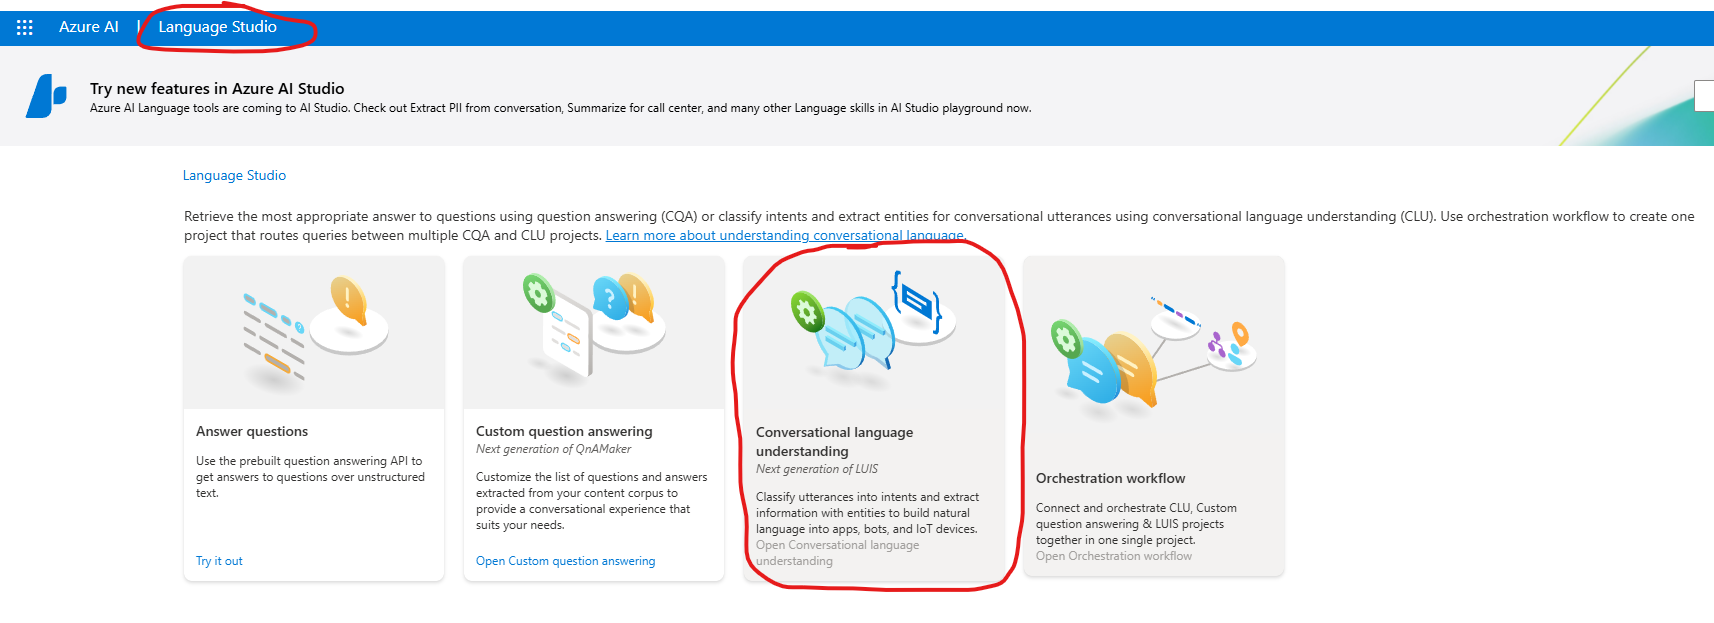 Azure AI | Language Studio
Try new features in Azure AI Studio
Azure AI Language tools are coming to AI Studio. Check out Extract PII from conversation, Summarize for call center, and many other Language skills in AI Studio playground now.
Language Studio
Retrieve the most appropriate answer to questions using question answering (CQA) or classify intents and extract entities for conversational utterances using conversational language understanding (CLU). Use orchestration workflow to create one
project that routes queries between multiple CQA and CLU projects. Learn more about understanding conversational language.
Answer questions
Use the prebuilt question answering API to
get answers to questions over unstructured
text.
Try it out
Custom question answering
Next generation of QnAMaker
Customize the list of questions and answers
extracted from your content corpus to
provide a conversational experience that
suits your needs.
Open Custom question answering
Conversational language
understanding
Next generation of LUIS
Classify utterances into intents and extract
information with entities to build natural
language into apps, bots, and IoT devices.
Open Conversational language
understanding
Orchestration workflow
Connect and orchestrate CLU, Custom
question answering & LUIS projects
together in one single project.
Open Orchestration workflow